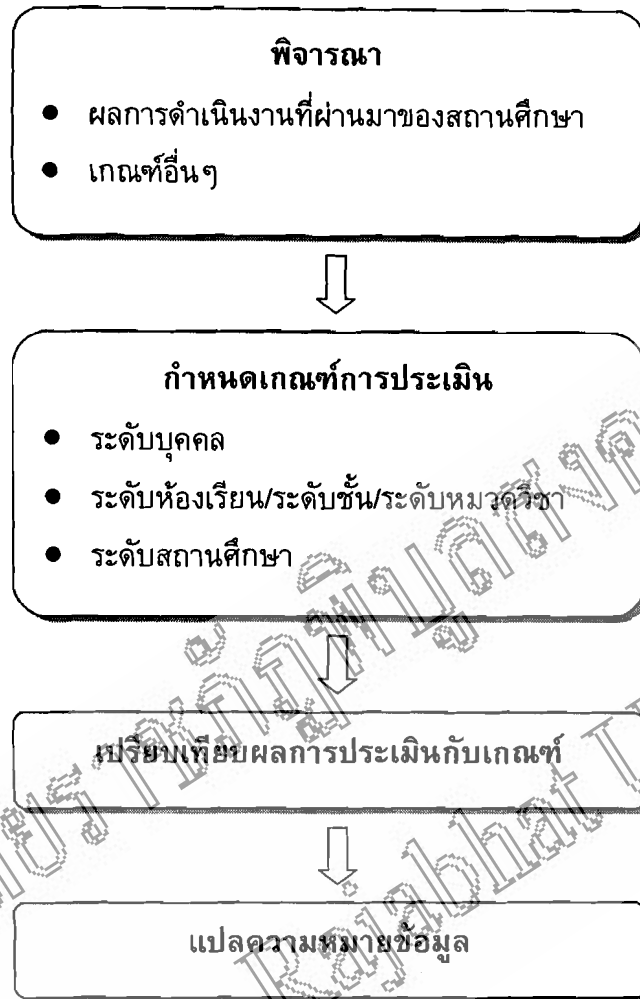 พิจารณา
● ผลการดำเนินงานที่ผ่านมาของสถานศึกษา
● เกณฑ์อื่นๆ
กำหนดเกณฑ์การประเมิน
● ระดับบุคคล
● ระดับห้องเรียน/ระดับชั้น/ระดับหมวดวิชา
● ระดับสถานศึกษา
เปรียบเทียบผลการประเมินกับเกณฑ์
แปลความหมายข้อมูล
Rajabhat